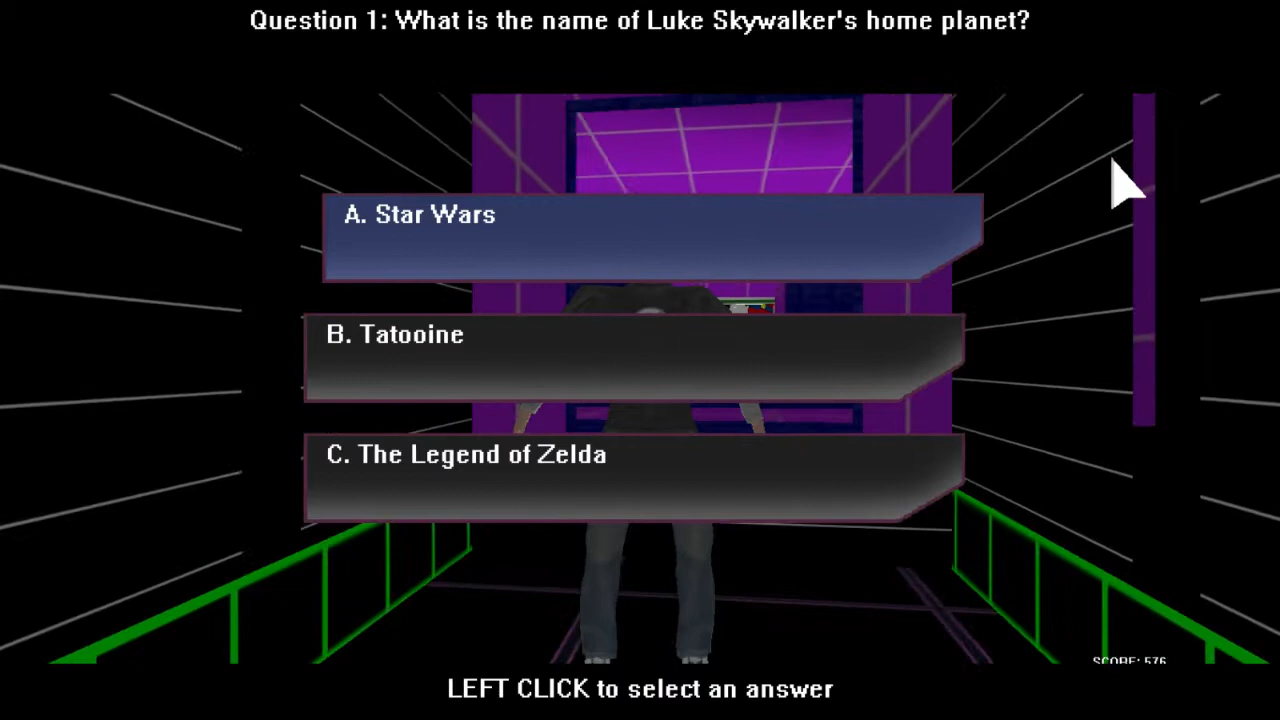 Question 1: What is the name of Luke Skywalker's home planet?
A. Star Wars
B. Tatooine
C. The Legend of Zelda
SCORE: 576
LEFT CLICK to select an answer